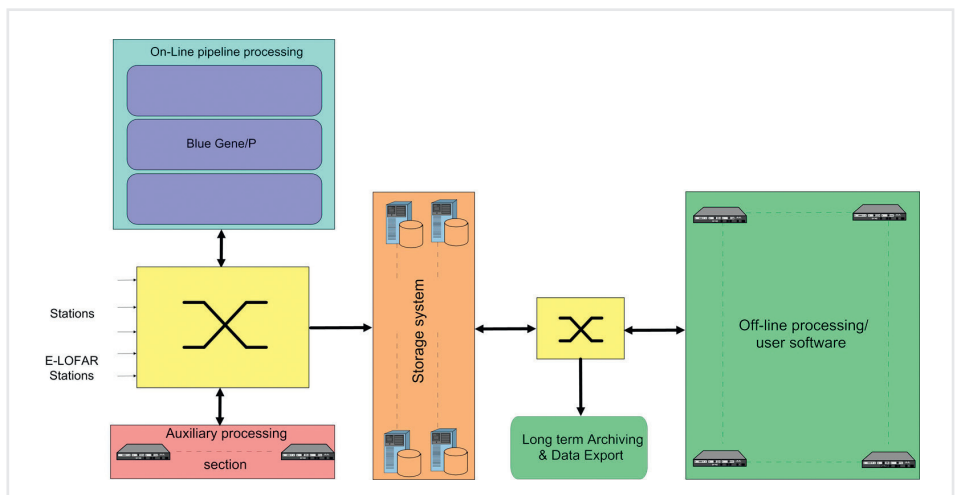 On-Line pipeline processing
Blue Gene/P
Stations
E-LOFAR
Stations
Auxiliary processing
section
Storage system
Long term Archiving
& Data Export
Off-line processing/
user software